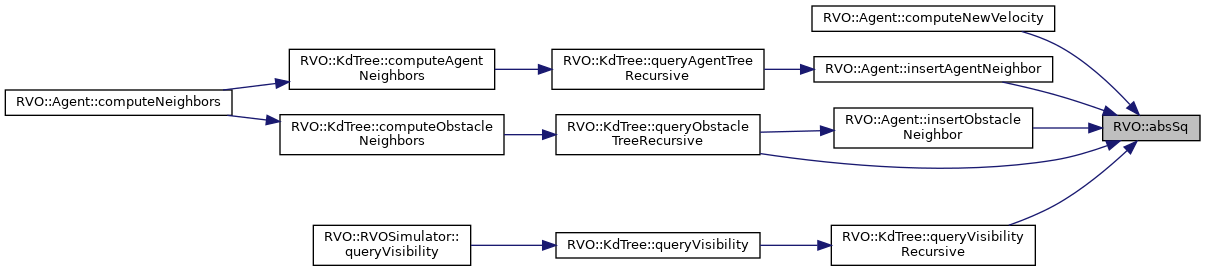 RVO::Agent::computeNewVelocity
RVO::KdTree::computeAgent
Neighbors
RVO::KdTree::queryAgentTree
Recursive
RVO::Agent::insertAgentNeighbor
RVO::Agent::computeNeighbors
RVO::KdTree::computeObstacle
Neighbors
RVO::KdTree::queryObstacle
TreeRecursive
RVO::Agent::insertObstacle
Neighbor
RVO::absSq
RVO::RVOSimulator::
queryVisibility
RVO::KdTree::queryVisibility
RVO::KdTree::queryVisibility
Recursive